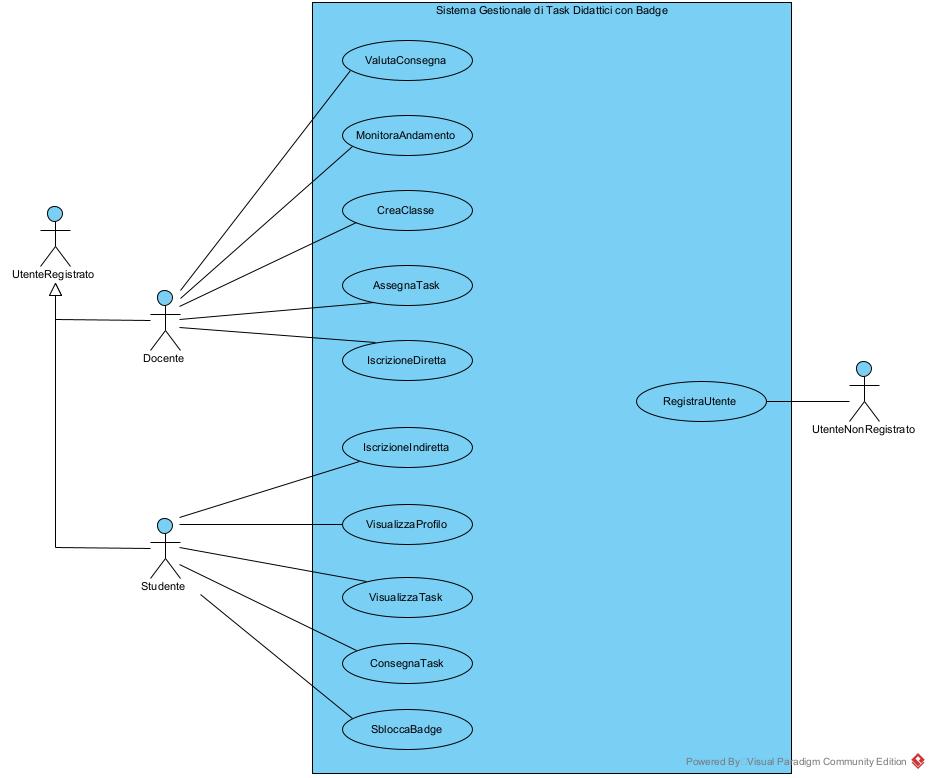 Sistema Gestionale di Task Didattici con Badge
ValutaConsegna
MonitoraAndamento
CreaClasse
UtenteRegistrato
AssegnaTask
Docente
IscrizioneDiretta
RegistraUtente
UtenteNonRegistrato
IscrizioneIndiretta
VisualizzaProfilo
Studente
VisualizzaTask
ConsegnaTask
SbloccaBadge
Powered By Visual Paradigm Community Edition